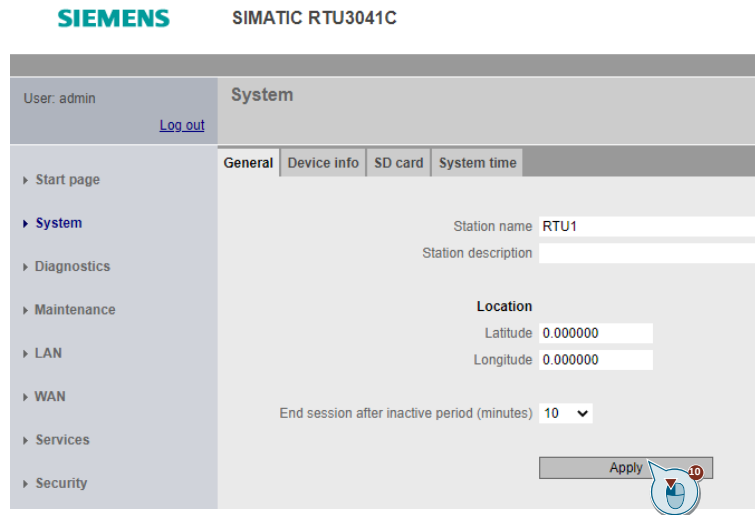 SIEMENS SIMATIC RTU3041C
User: admin
Log out
System
General Device info SD card System time
Start page
System
Diagnostics
Maintenance
LAN
WAN
Services
Security
Station name RTU1
Station description
Location
Latitude 0.000000
Longitude 0.000000
End session after inactive period (minutes) 10
Apply
10